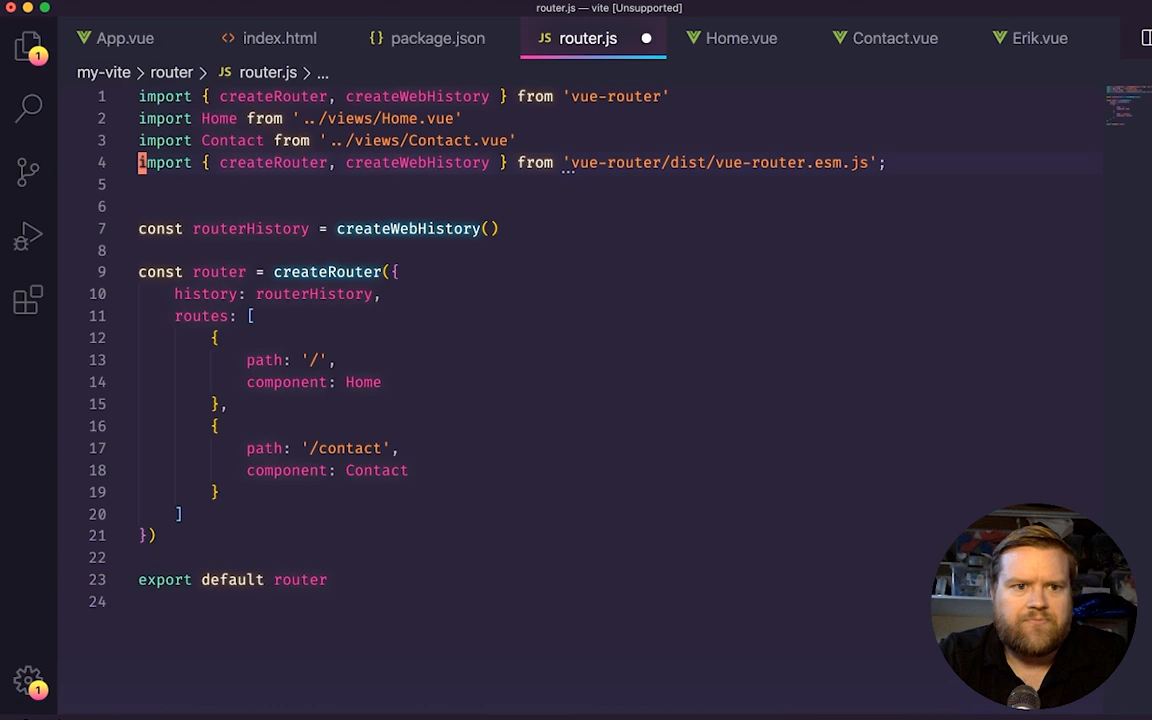 router.js — vite [Unsupported]
App.vue
<> index.html
{} package.json
JS router.js
Home.vue
Contact.vue
Erik.vue
my-vite > router > JS router.js > ...
1 import { createRouter, createWebHistory } from 'vue-router'
2 import Home from '../views/Home.vue'
3 import Contact from '../views/Contact.vue'
4 import { createRouter, createWebHistory } from 'vue-router/dist/vue-router.esm.js';
5
6
7 const routerHistory = createWebHistory()
8
9 const router = createRouter({
10 history: routerHistory,
11 routes: [
12 {
13 path: '/',
14 component: Home
15 },
16 {
17 path: '/contact',
18 component: Contact
19 }
20 ]
21 })
22
23 export default router
24
1
1